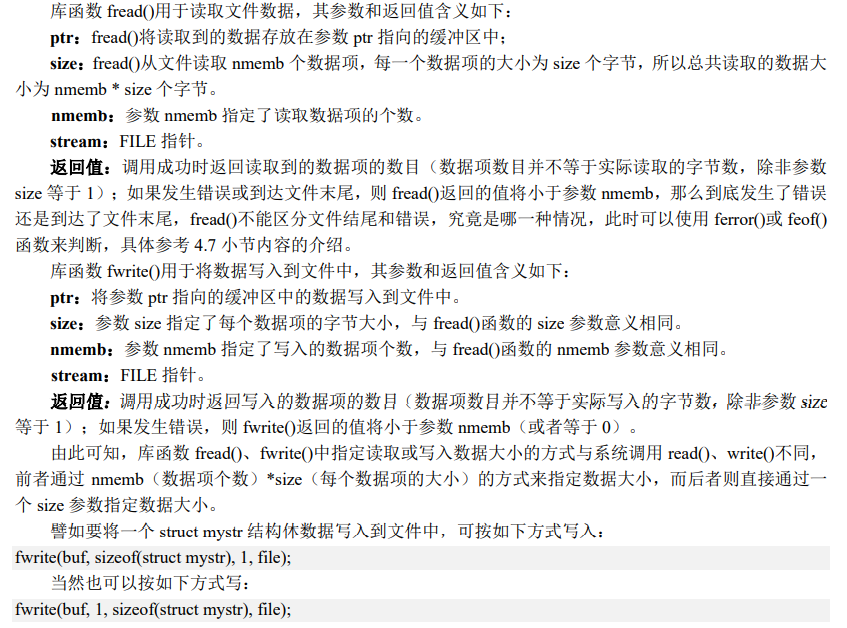 库函数 fread()用于读取文件数据，其参数和返回值含义如下：
ptr：fread()将读取到的数据存放在参数 ptr 指向的缓冲区中；
size：fread()从文件读取 nmemb 个数据项，每一个数据项的大小为 size 个字节，所以总共读取的数据大
小为 nmemb * size 个字节。
nmemb：参数 nmemb 指定了读取数据项的个数。
stream：FILE 指针。
返回值：调用成功时返回读取到的数据项的数目（数据项数目并不等于实际读取的字节数，除非参数
size 等于 1）；如果发生错误或到达文件末尾，则 fread()返回的值将小于参数 nmemb，那么到底发生了错误
还是到达了文件末尾，fread()不能区分文件结尾和错误，究竟是哪一种情况，此时可以使用 ferror()或 feof()
函数来判断，具体参考 4.7 小节内容的介绍。
库函数 fwrite()用于将数据写入到文件中，其参数和返回值含义如下：
ptr：将参数 ptr 指向的缓冲区中的数据写入到文件中。
size：参数 size 指定了每个数据项的字节大小，与 fread()函数的 size 参数意义相同。
nmemb：参数 nmemb 指定了写入的数据项个数，与 fread()函数的 nmemb 参数意义相同。
stream：FILE 指针。
返回值：调用成功时返回写入的数据项的数目（数据项数目并不等于实际写入的字节数，除非参数 size
等于 1）；如果发生错误，则 fwrite()返回的值将小于参数 nmemb（或者等于 0）。
由此可知，库函数 fread()、fwrite()中指定读取或写入数据大小的方式与系统调用 read()、write()不同，
前者通过 nmemb（数据项个数）*size（每个数据项的大小）的方式来指定数据大小，而后者则直接通过一
个 size 参数指定数据大小。
譬如要将一个 struct mystr 结构体数据写入到文件中，可按如下方式写入：
fwrite(buf, sizeof(struct mystr), 1, file);
当然也可以按如下方式写：
fwrite(buf, 1, sizeof(struct mystr), file);